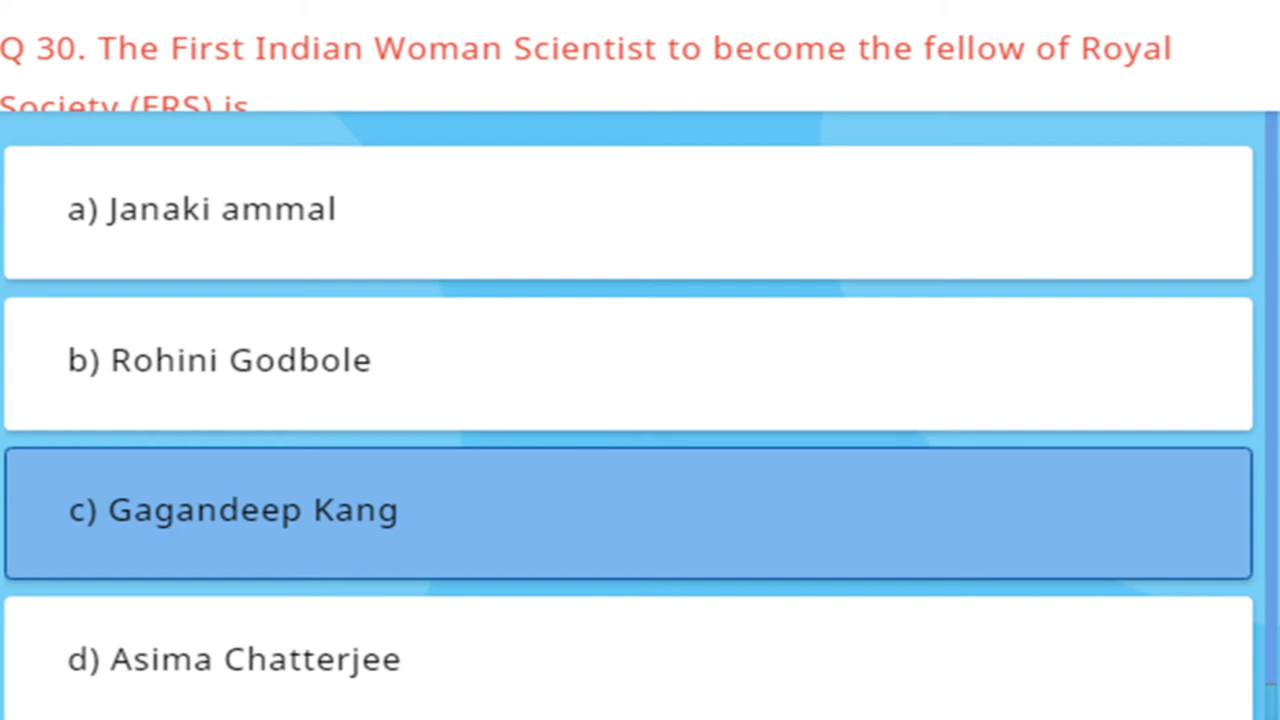 Q 30. The First Indian Woman Scientist to become the fellow of Royal
Society (FRS) is
a) Janaki ammal
b) Rohini Godbole
c) Gagandeep Kang
d) Asima Chatterjee